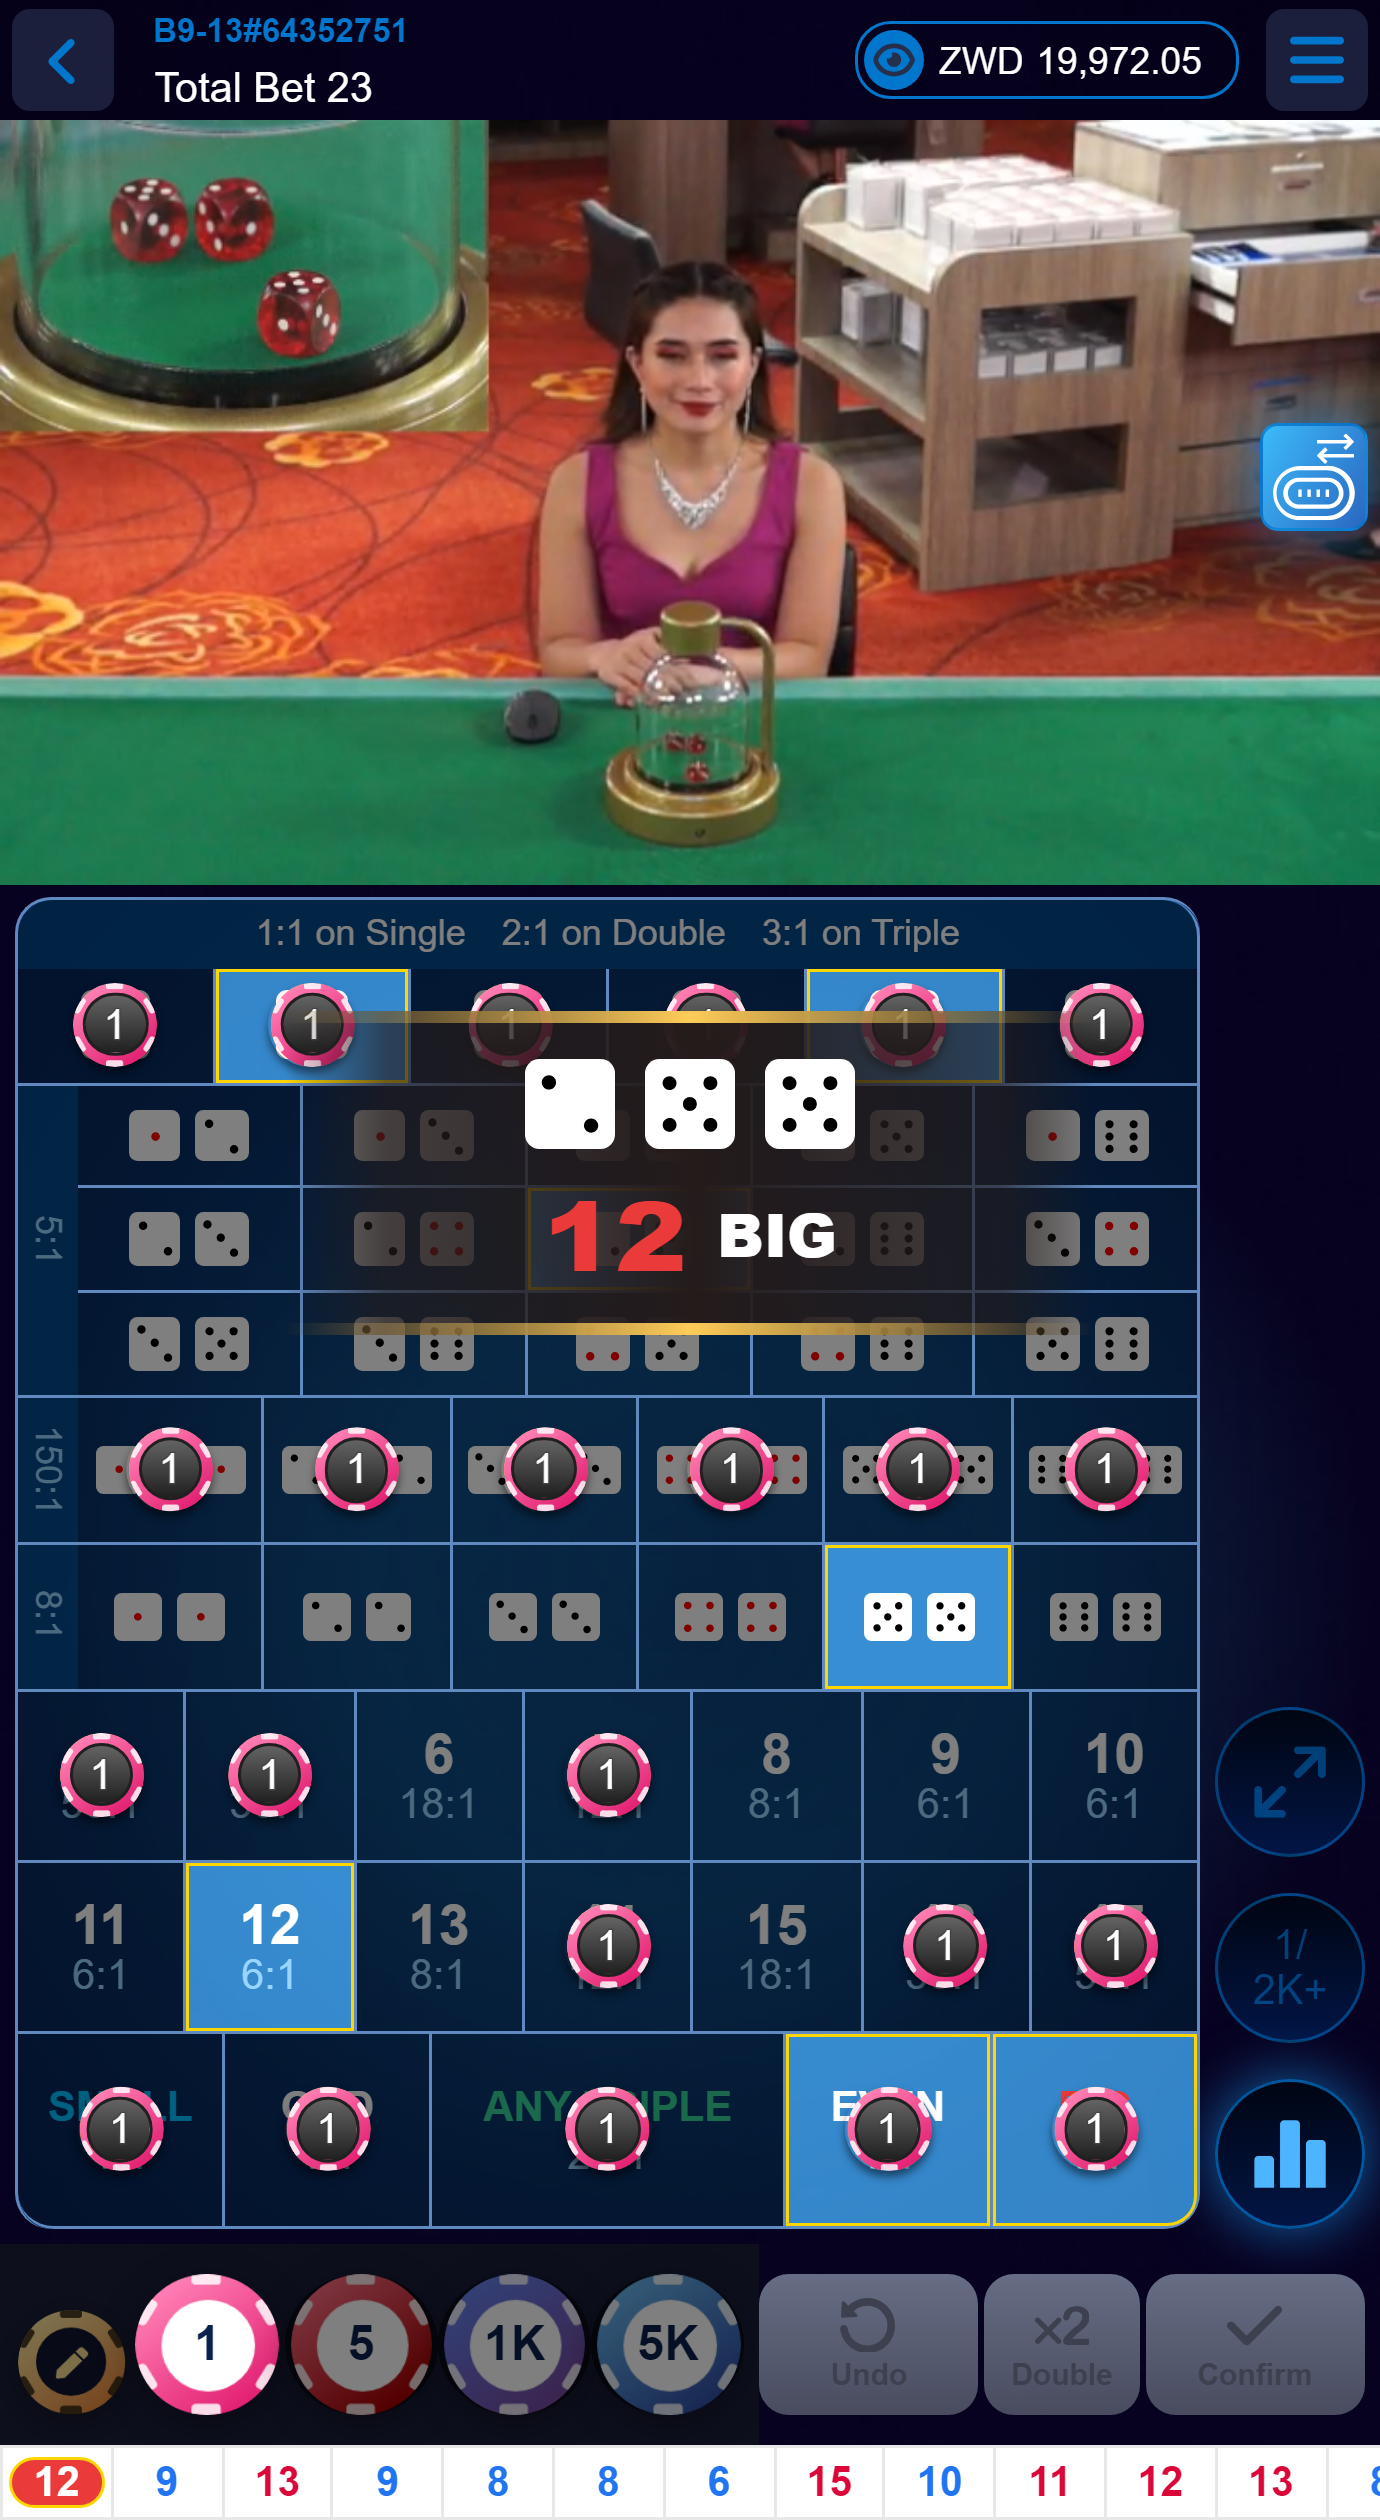 B9-13#64352751
Total Bet 23
ZWD 19,972.05
1:1 on Single 2:1 on Double 3:1 on Triple
1 1 1 1 1 1
12 BIG
5:1
150:1
1 1 1 1 1 1
8:1
1 1 6 1 8 9 10
18:1 8:1 6:1 6:1
11 12 13 1 15 1 1
6:1 6:1 8:1 18:1
1 1 ANY 1 1 1
1/
2K+
1 5 1K 5K
Undo Double Confirm
x2
12 9 13 9 8 8 6 15 10 11 12 13